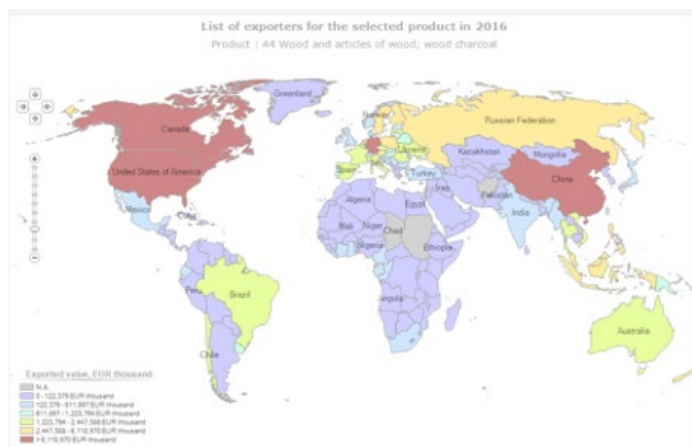 List of exporters for the selected product in 2016
Product : 44 Wood and articles of wood; wood charcoal
Greenland
Norway
Canada
Russian Federation
Ukraine
Kazakhstan
Mongolia
United States of America
Spain
Turkey
China
Iraq
Pakistan
Mexico
Cuba
Algeria
Egypt
India
Mali
Niger
Chad
Nigeria
Ethiopia
Peru
Brazil
Angola
Australia
Chile
Exported value, EUR thousand
N.A.
0 - 122,379 EUR thousand
122,379 - 611,897 EUR thousand
611,897 - 1,223,794 EUR thousand
1,223,794 - 2,447,588 EUR thousand
2,447,588 - 6,118,970 EUR thousand
> 6,118,970 EUR thousand